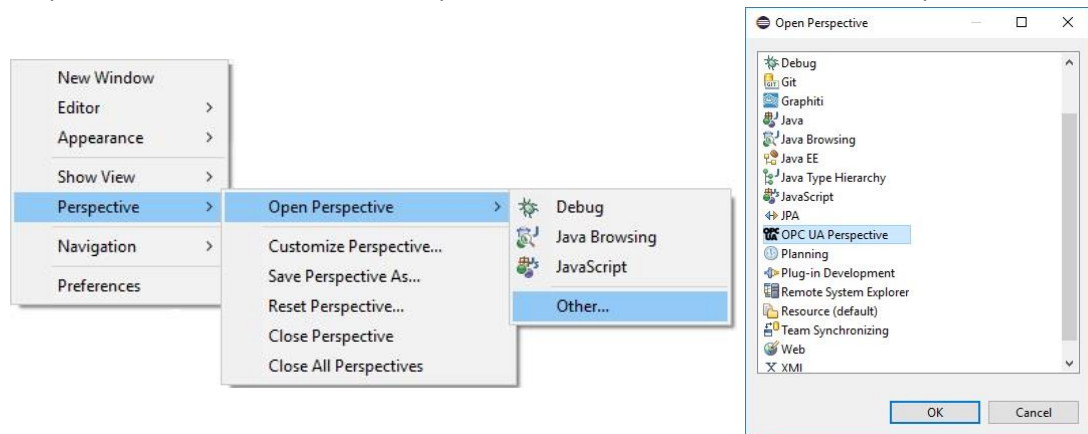 New Window
Editor
Appearance
Show View
Perspective
Navigation
Preferences
Open Perspective
Customize Perspective...
Save Perspective As...
Reset Perspective...
Close Perspective
Close All Perspectives
Debug
Java Browsing
JavaScript
Other...
Open Perspective
Debug
Git
Graphiti
Java
Java Browsing
Java EE
Java Type Hierarchy
JavaScript
JPA
OPC UA Perspective
Planning
Plug-in Development
Remote System Explorer
Resource (default)
Team Synchronizing
Web
XML
OK Cancel